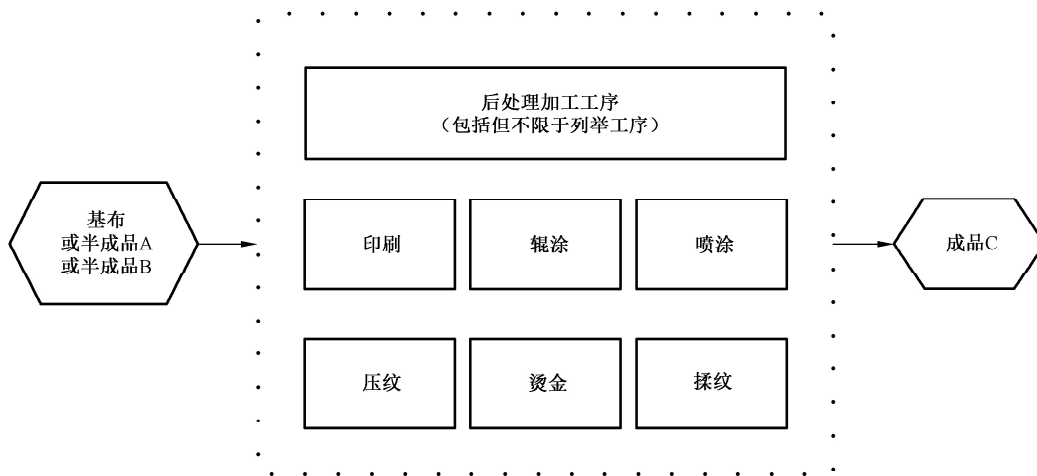 后处理加工工序
（包括但不限于列举工序）
基布
或半成品A
或半成品B
印刷
辊涂
喷涂
成品C
压纹
烫金
揉纹